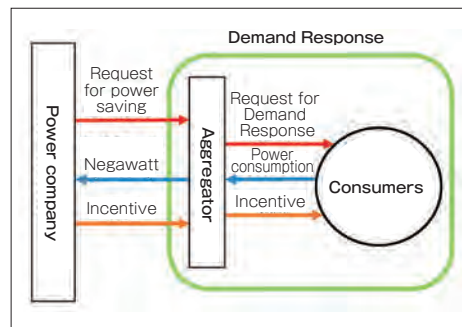 Demand Response
Power company
Request
for power
saving
Negawatt
Incentive
Aggregator
Request for
Demand
Response
Power
consumption
Incentive
Consumers